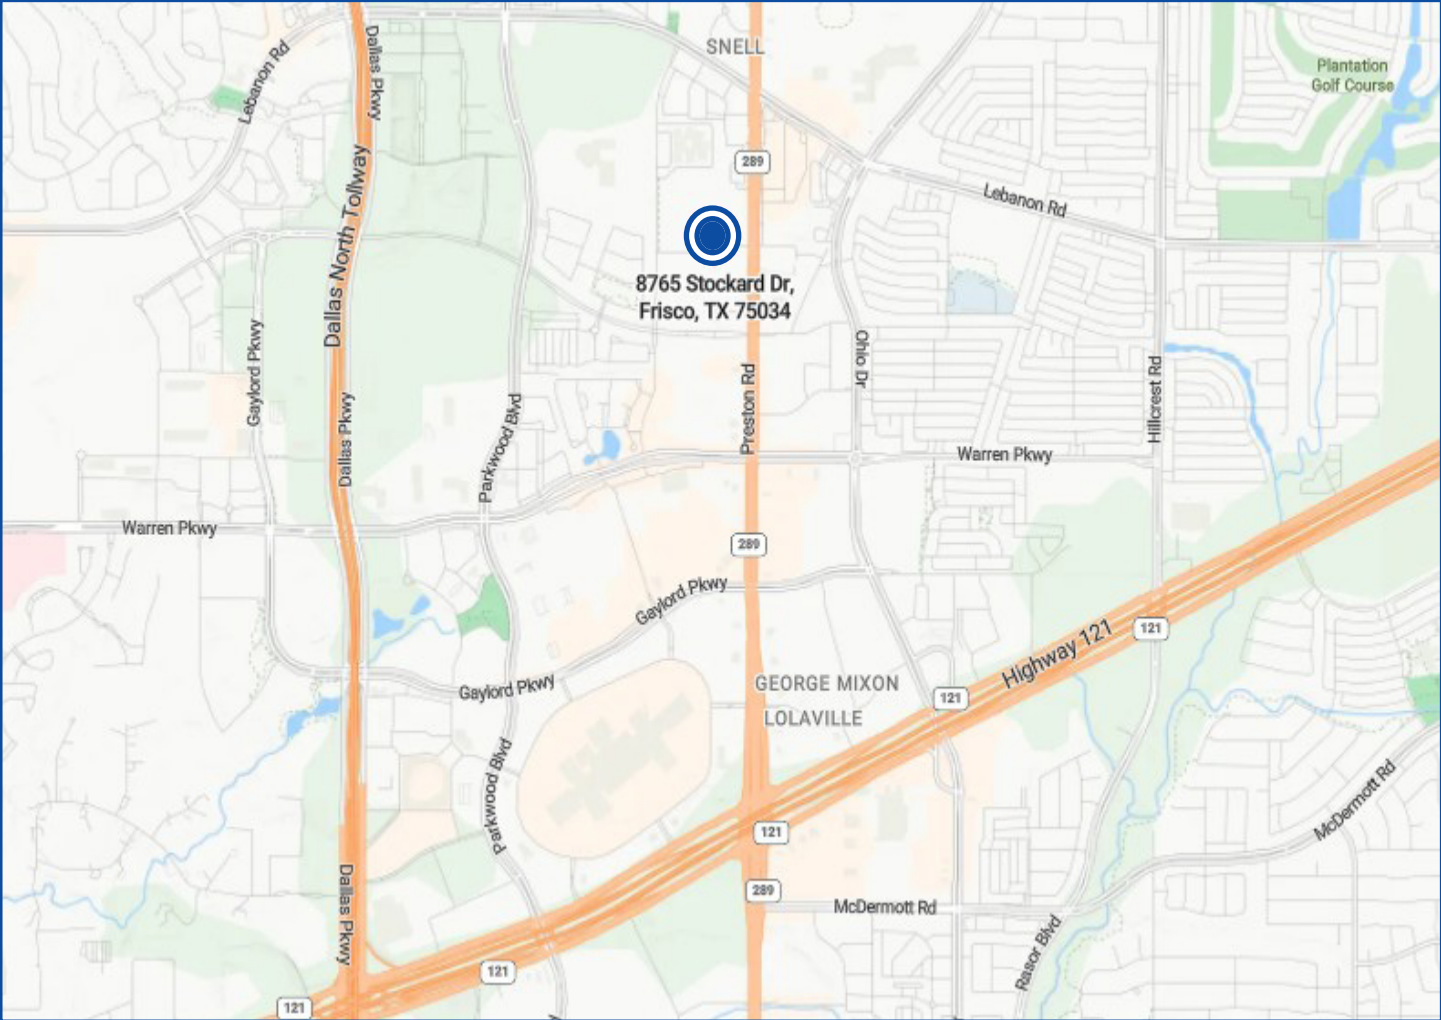 Dallas Pkwy
Lebanon Rd
SNELL
Plantation
Golf Course
289
Dallas North Tollway
Lebanon Rd
8765 Stockard Dr,
Frisco, TX 75034
Gaylord Pkwy
Ohio Dr
Dallas Pkwy
Preston Rd
Hillcrest Rd
Parkwood Blvd
Warren Pkwy
Warren Pkwy
289
Gaylord Pkwy
121
Highway 121
Gaylord Pkwy
GEORGE MIXON
121
LOLAVILLE
Parkwood Blvd
McDermott Rd
121
289
McDermott Rd
Dallas Pkwy
Rasor Blvd
121
121